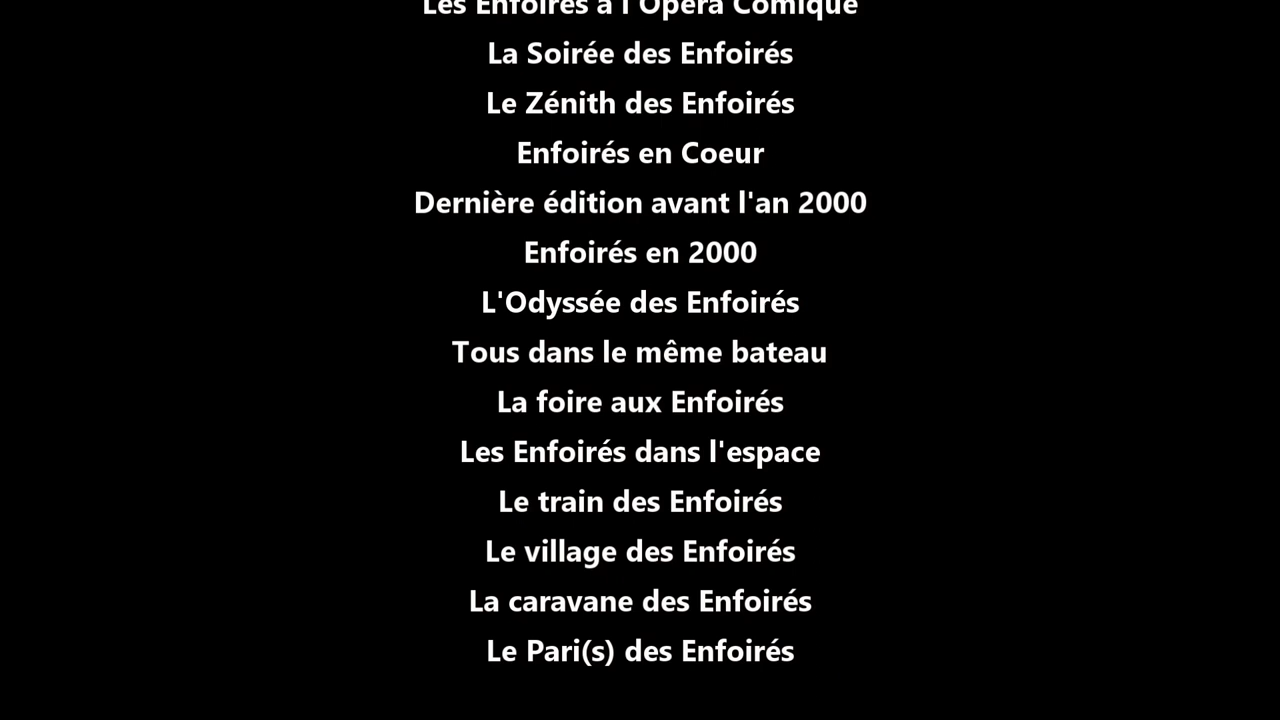 Les Enfoirés à l'Opéra Comique
La Soirée des Enfoirés
Le Zénith des Enfoirés
Enfoirés en Coeur
Dernière édition avant l'an 2000
Enfoirés en 2000
L'Odyssée des Enfoirés
Tous dans le même bateau
La foire aux Enfoirés
Les Enfoirés dans l'espace
Le train des Enfoirés
Le village des Enfoirés
La caravane des Enfoirés
Le Pari(s) des Enfoirés